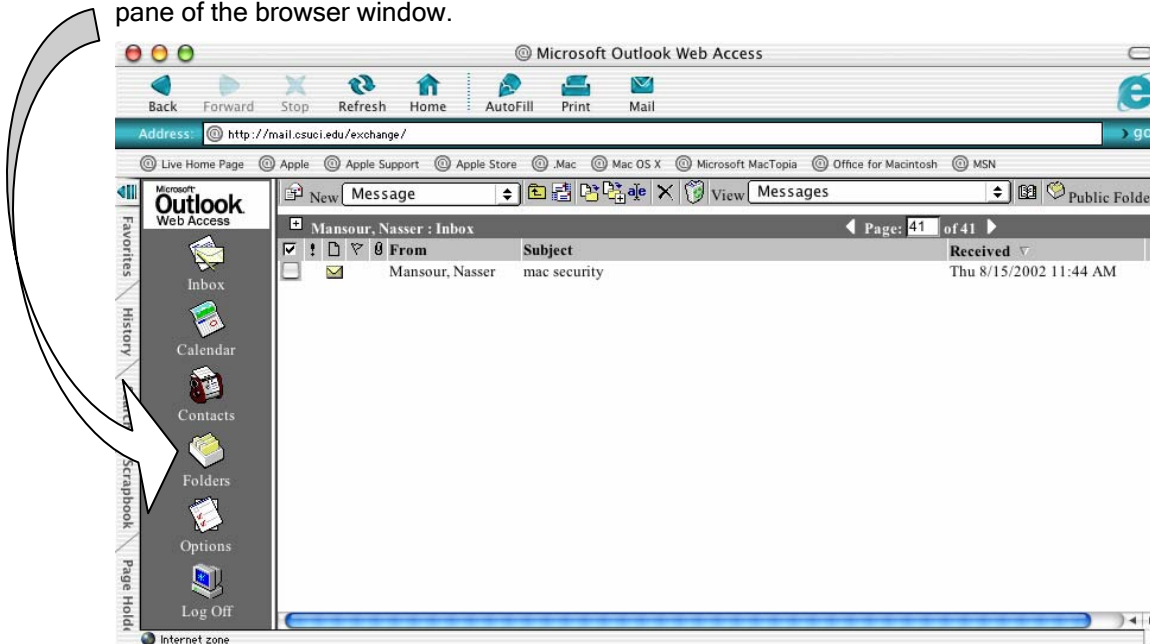 pane of the browser window.
Microsoft Outlook Web Access
Back Forward Stop Refresh Home AutoFill Print Mail
Address: http://mail.csuci.edu/exchange/ go
Live Home Page Apple Apple Support Apple Store .Mac Mac OS X Microsoft MacTopia Office for Macintosh MSN
Microsoft
Outlook
Web Access
New Message View Messages Public Folde
Mansour, Nasser : Inbox Page: 41 of 41
! From Subject Received
Mansour, Nasser mac security Thu 8/15/2002 11:44 AM
Favorites
History
Scrapbook
Page Holde
Inbox
Calendar
Contacts
Folders
Options
Log Off
Internet zone